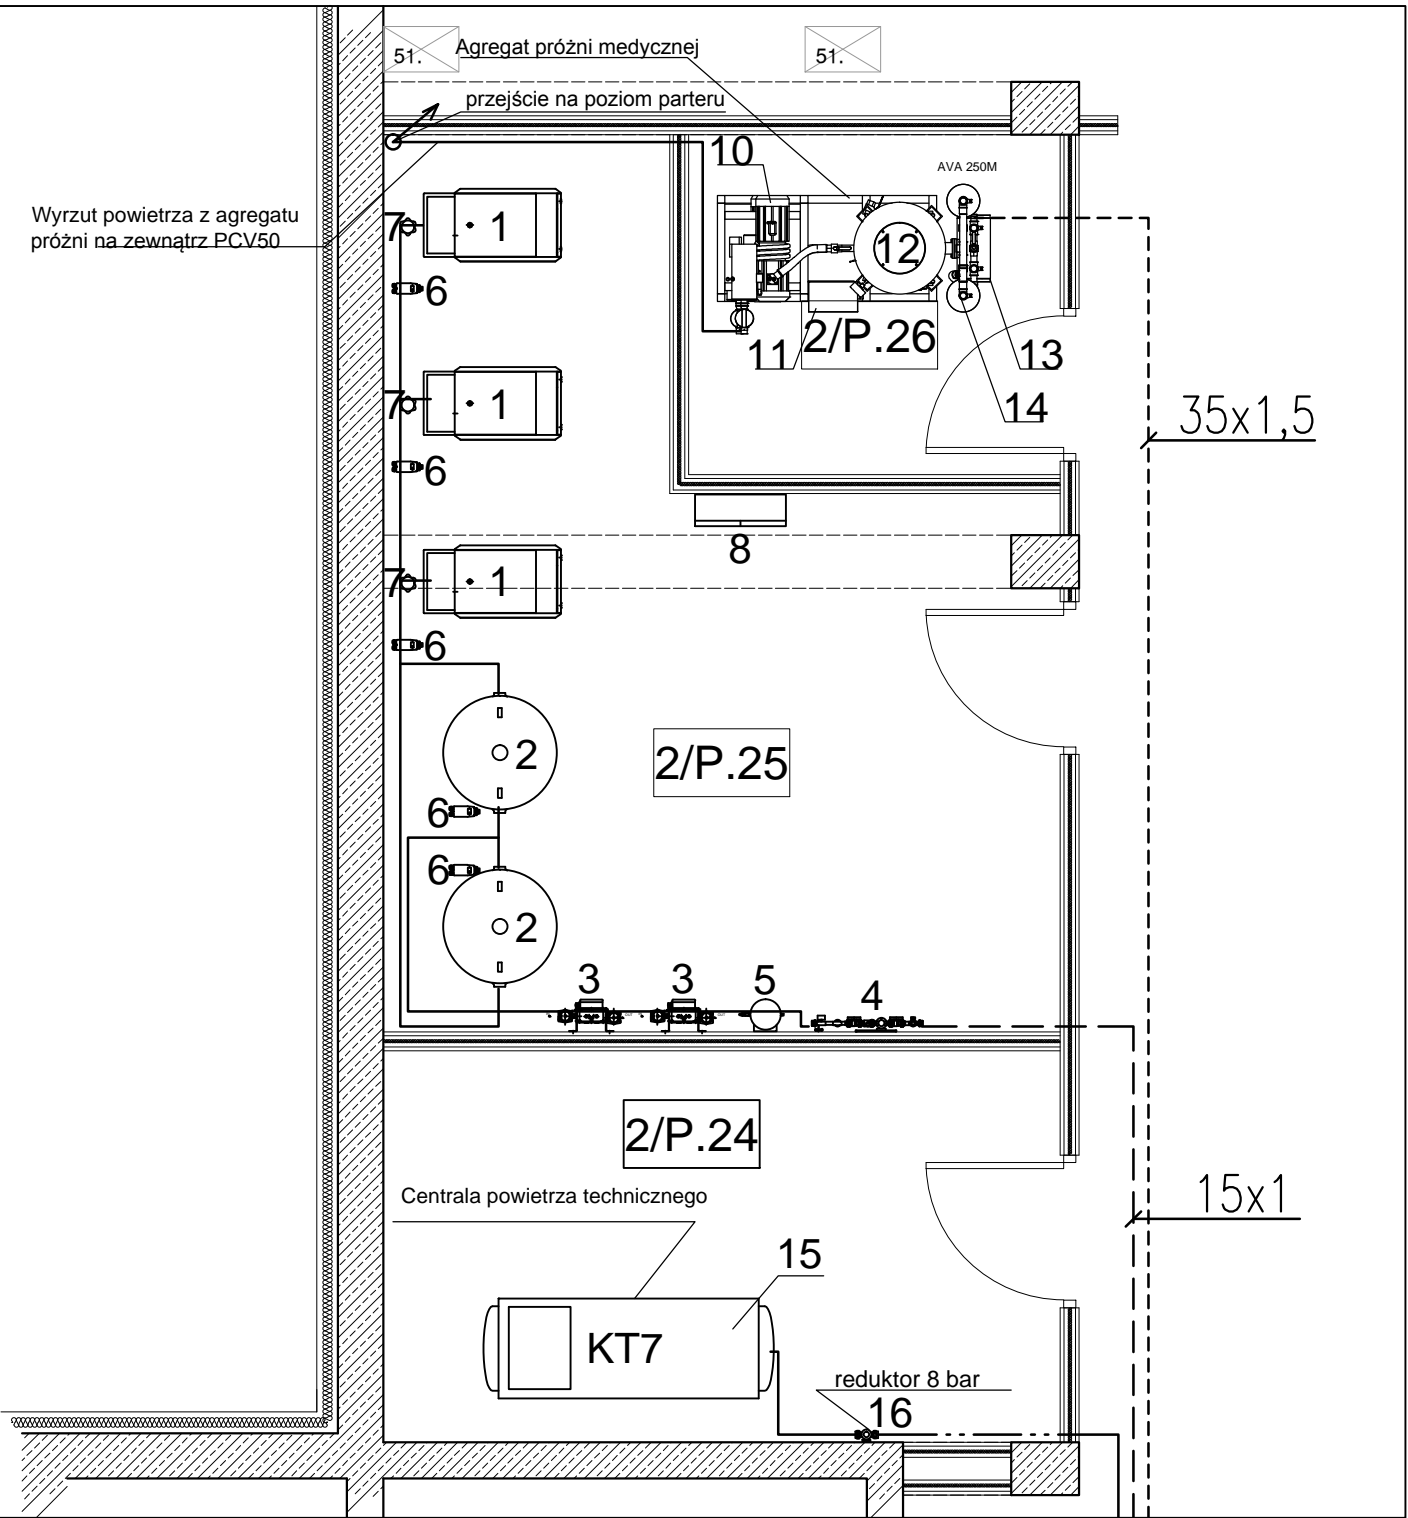 51.
Agregat próżni medycznej
51.
przejście na poziom parteru
10
AVA 250M
Wyrzut powietrza z agregatu
próżni na zewnątrz PCV50
7
1
12
6
11
2/P.26
13
14
7
1
35x1,5
6
8
7
1
6
2
2/P.25
6
6
2
3
3
5
4
2/P.24
Centrala powietrza technicznego
15x1
15
KT7
reduktor 8 bar
16